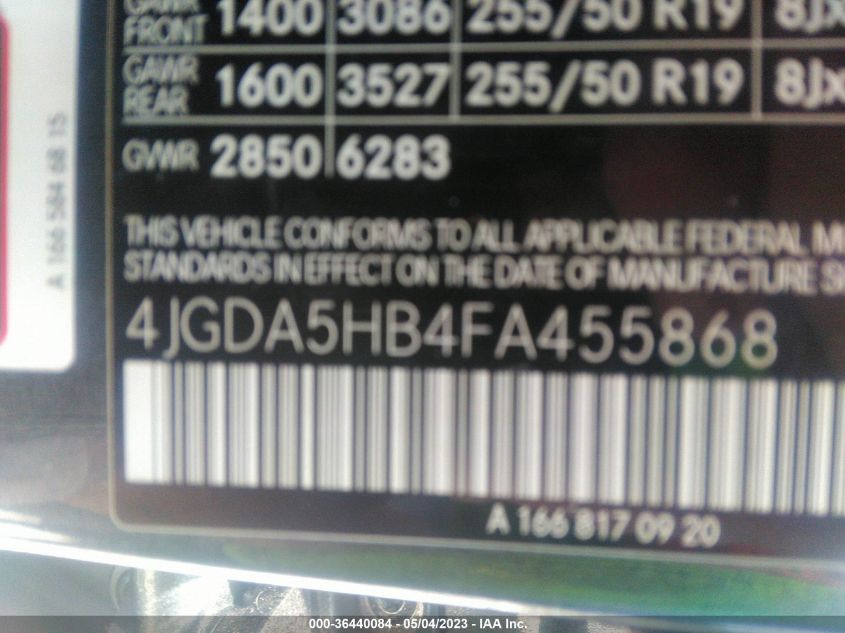 GAWR FRONT 1400 3086 255/50 R19 8Jx
GAWR REAR 1600 3527 255/50 R19 8Jx
GVWR 2850 6283
THIS VEHICLE CONFORMS TO ALL APPLICABLE FEDERAL M
STANDARDS IN EFFECT ON THE DATE OF MANUFACTURE S
4JGDA5HB4FA455868
A 166 817 09 20
A 166 584 68 15
000-36440084 - 05/04/2023 - IAA Inc.